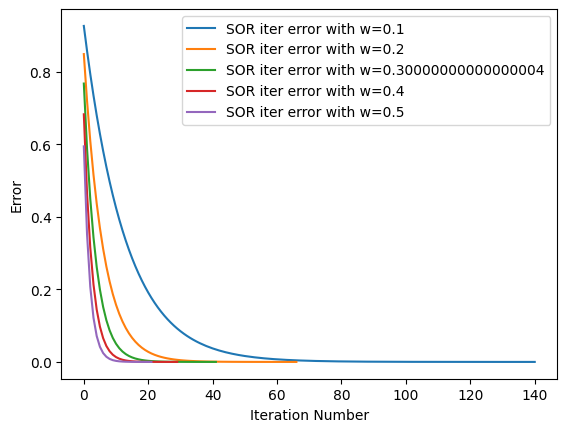 SOR iter error with w=0.1
SOR iter error with w=0.2
SOR iter error with w=0.30000000000000004
SOR iter error with w=0.4
SOR iter error with w=0.5
0.8
0.6
0.4
0.2
0.0
Error
0 20 40 60 80 100 120 140
Iteration Number